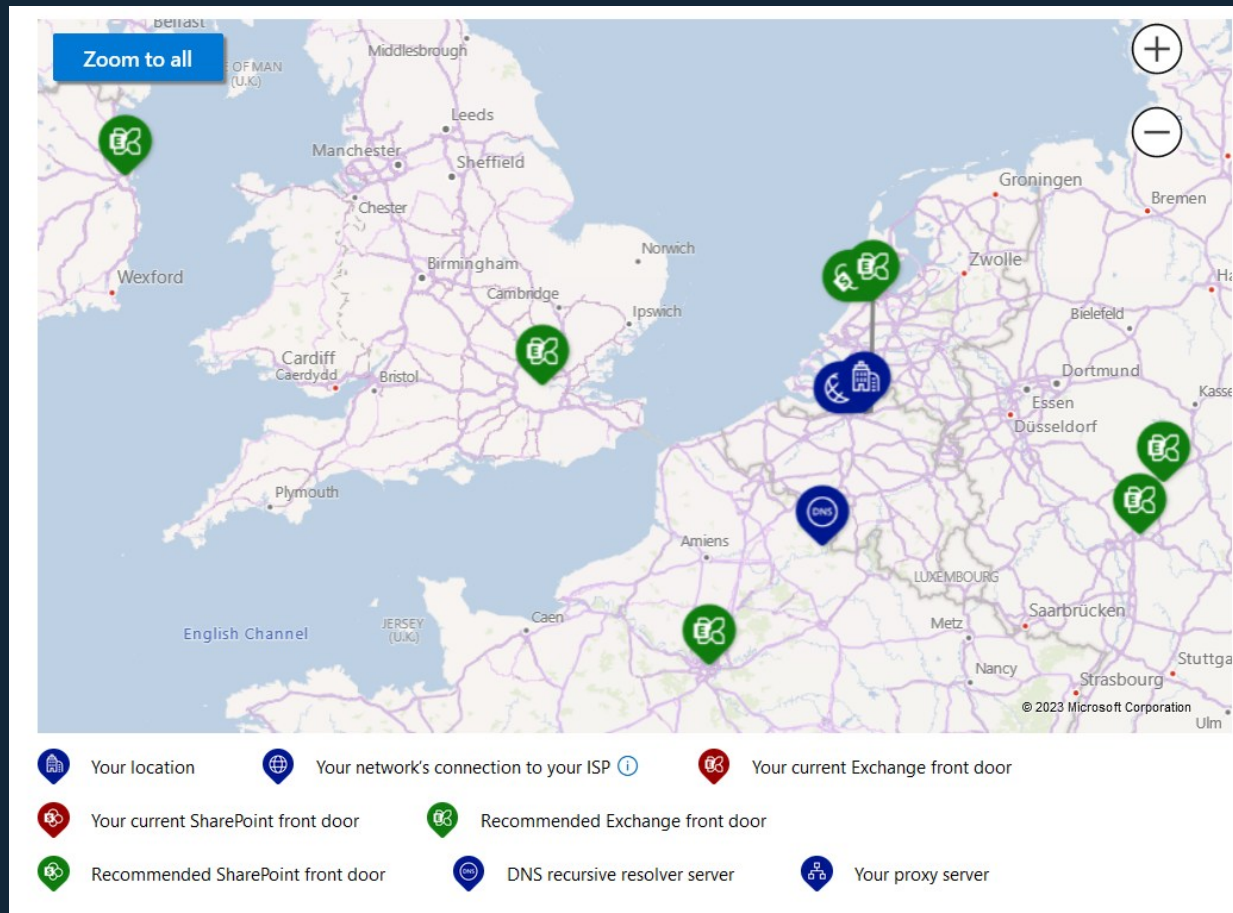 Belfast
Zoom to all
OF MAN
(U.K.)
Middlesbrough
Leeds
Manchester
Sheffield
Chester
Groningen
Bremen
Wexford
Norwich
Birmingham
Zwolle
Cambridge
Ipswich
Bielefeld
Cardiff
Caerdydd
Bristol
Dortmund
Essen
Düsseldorf
Plymouth
DNS
Amiens
LUXEMBOURG
English Channel
JERSEY
(U.K.)
Caen
Metz
Saarbrücken
Nancy
Strasbourg
© 2023 Microsoft Corporation
Ulm
Your location
Your network's connection to your ISP
Your current Exchange front door
Your current SharePoint front door
Recommended Exchange front door
Recommended SharePoint front door
DNS recursive resolver server
Your proxy server